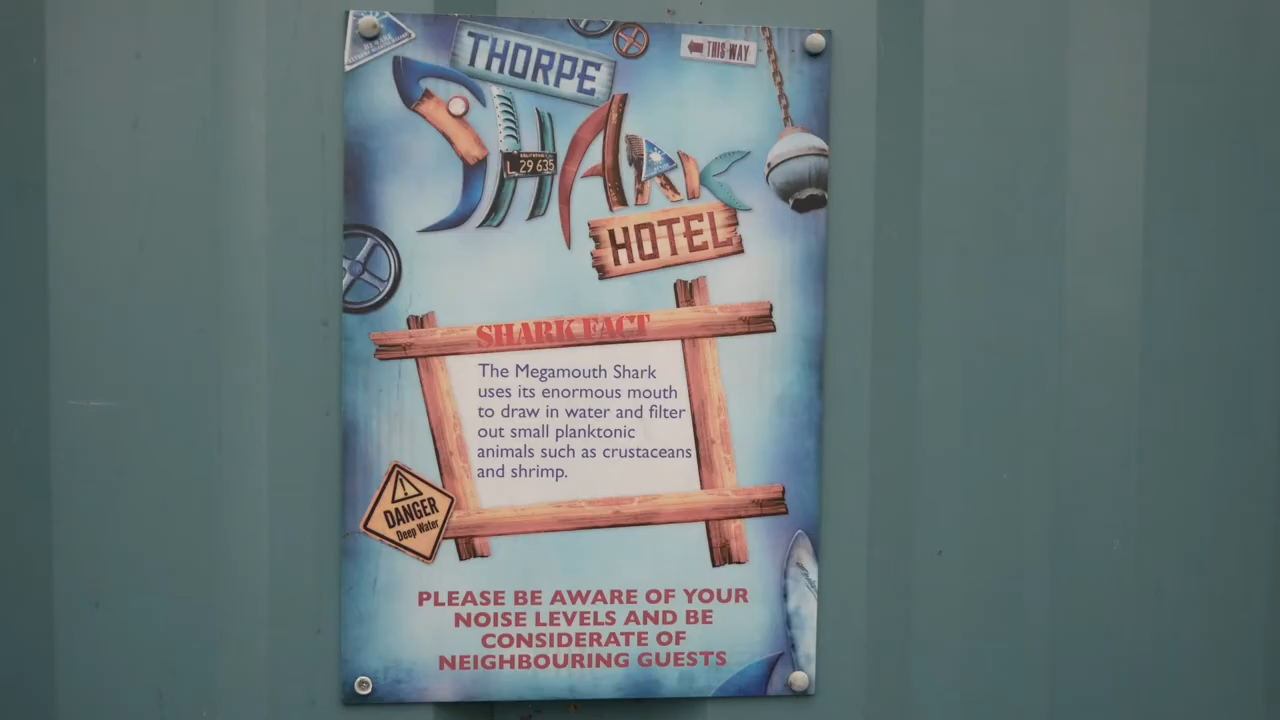 THORPE
THIS WAY
SHARK
L 29 635
HOTEL
SHARK FACT
The Megamouth Shark
uses its enormous mouth
to draw in water and filter
out small planktonic
animals such as crustaceans
and shrimp.
DANGER
Deep Water
PLEASE BE AWARE OF YOUR
NOISE LEVELS AND BE
CONSIDERATE OF
NEIGHBOURING GUESTS